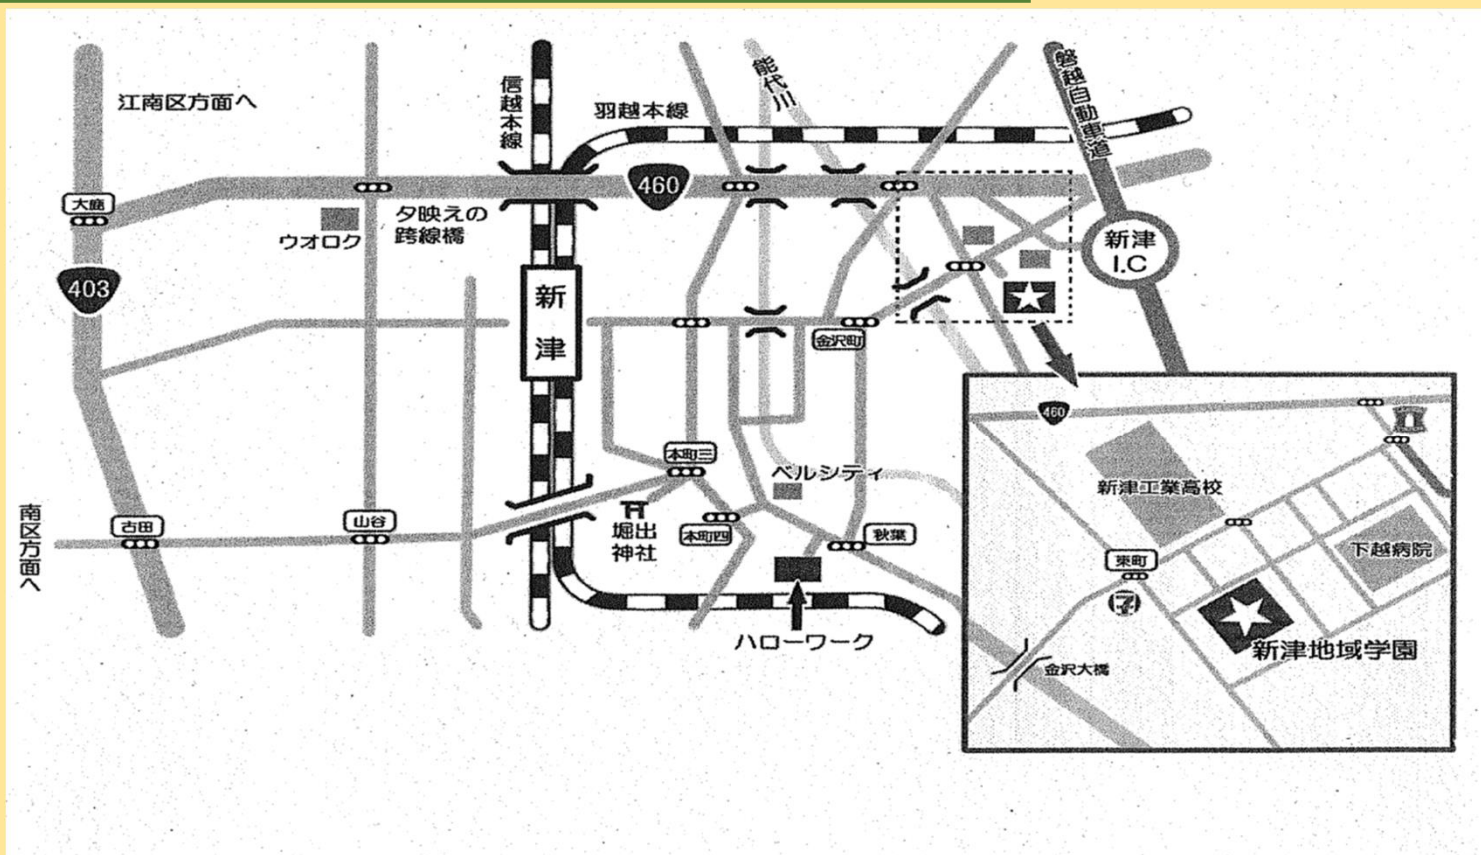 江南区方面へ
信越本線
羽越本線
能代川
磐越自動車道
460
大鹿
ウオロク
夕映えの
跨線橋
新津
I.C
403
新津
金沢町
本町三
ベルシティ
南区方面へ
古田
山谷
堀出
神社
本町四
秋葉
ハローワーク
460
新津工業高校
下越病院
東町
7
新津地域学園
金沢大橋